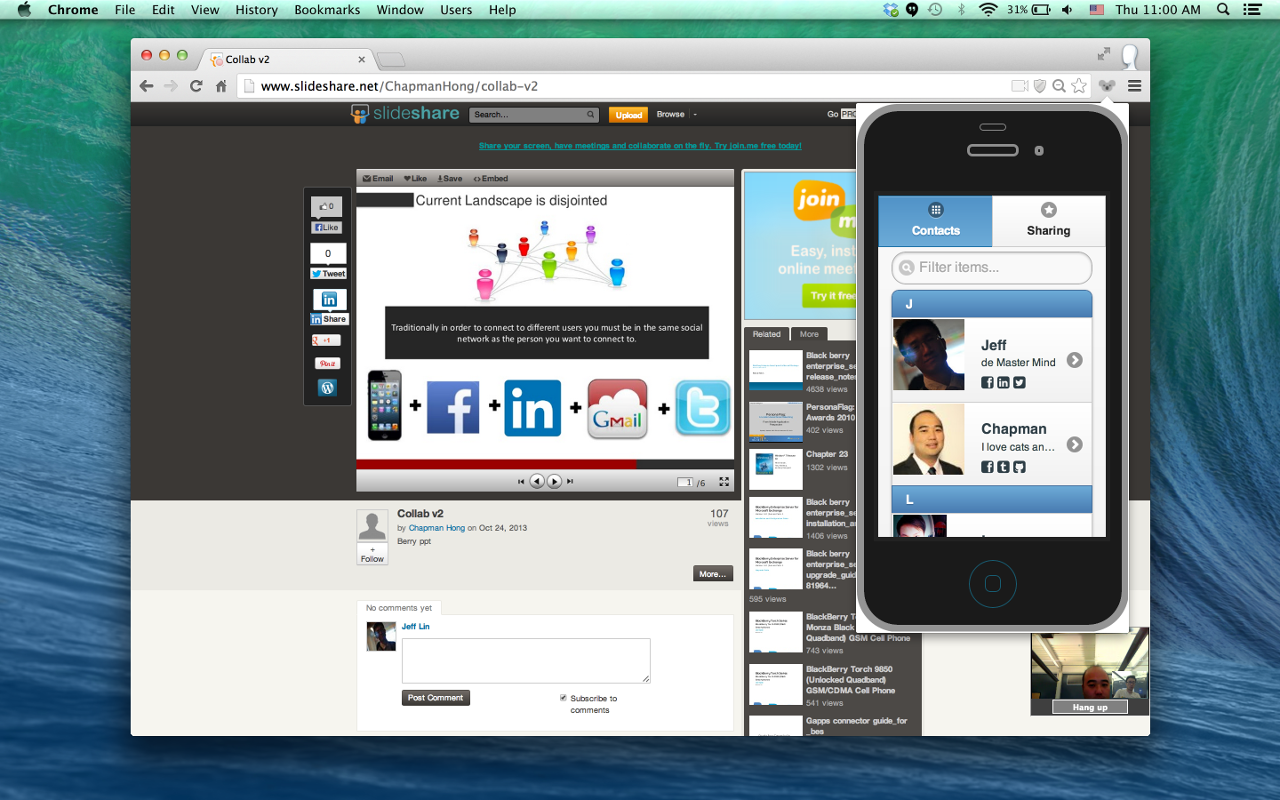 Chrome File Edit View History Bookmarks Window Users Help
31% Thu 11:00 AM
Collab v2
www.slideshare.net/ChapmanHong/collab-v2
slideshare
Search...
Upload
Browse
Go PRO
Share your screen, have meetings and collaborate on the fly. Try join.me free today!
0
Like
0
Tweet
in
in Share
+1
Pin it
Email Like Save Embed
Current Landscape is disjointed
Traditionally in order to connect to different users you must be in the same social
network as the person you want to connect to.
+ f + in + Gmail + t
1 /6
join
Easy, ins
online mee
Try it free
Related More
Black berry
enterprise_se
release_notes
4638 views
PersonaFlag:
Awards 2010
402 views
Chapter 23
1302 views
Black berry
enterprise_se
installation_a
1406 views
Black berry
enterprise_se
upgrade_guid
81964...
595 views
BlackBerry Torch
Monza Black
Quadband) GSM Cell Phone
743 views
BlackBerry Torch 9850
(Unlocked Quadband)
GSM/CDMA Cell Phone
541 views
Gapps connector guide_for
_bes
Collab v2
by Chapman Hong on Oct 24, 2013
Berry ppt
107
views
+
Follow
More...
No comments yet
Jeff Lin
Post Comment
Subscribe to
comments
Contacts
Sharing
Filter items...
J
Jeff
de Master Mind
Chapman
I love cats an...
L
Hang up